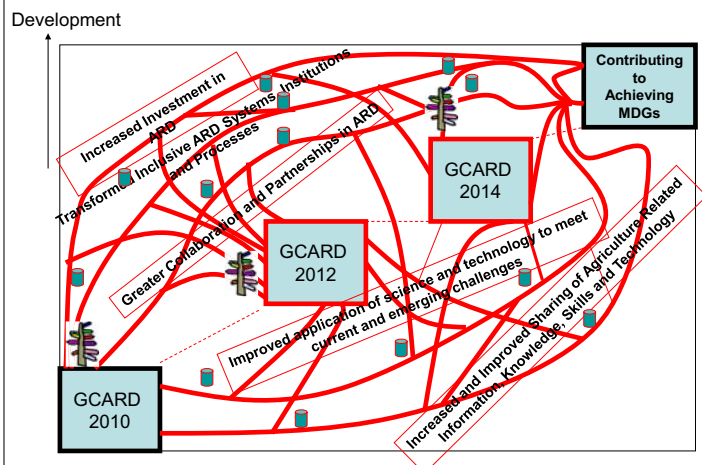 Development
Contributing
to
Achieving
MDGs
Increased Investment in
ARD
Transformed Inclusive ARD Systems, Institutions
and Processes
Greater Collaboration and Partnerships in ARD
GCARD
2014
GCARD
2012
Improved application of science and technology to meet
current and emerging challenges
Increased and Improved Sharing of Agriculture Related
Information, Knowledge, Skills and Technology
GCARD
2010